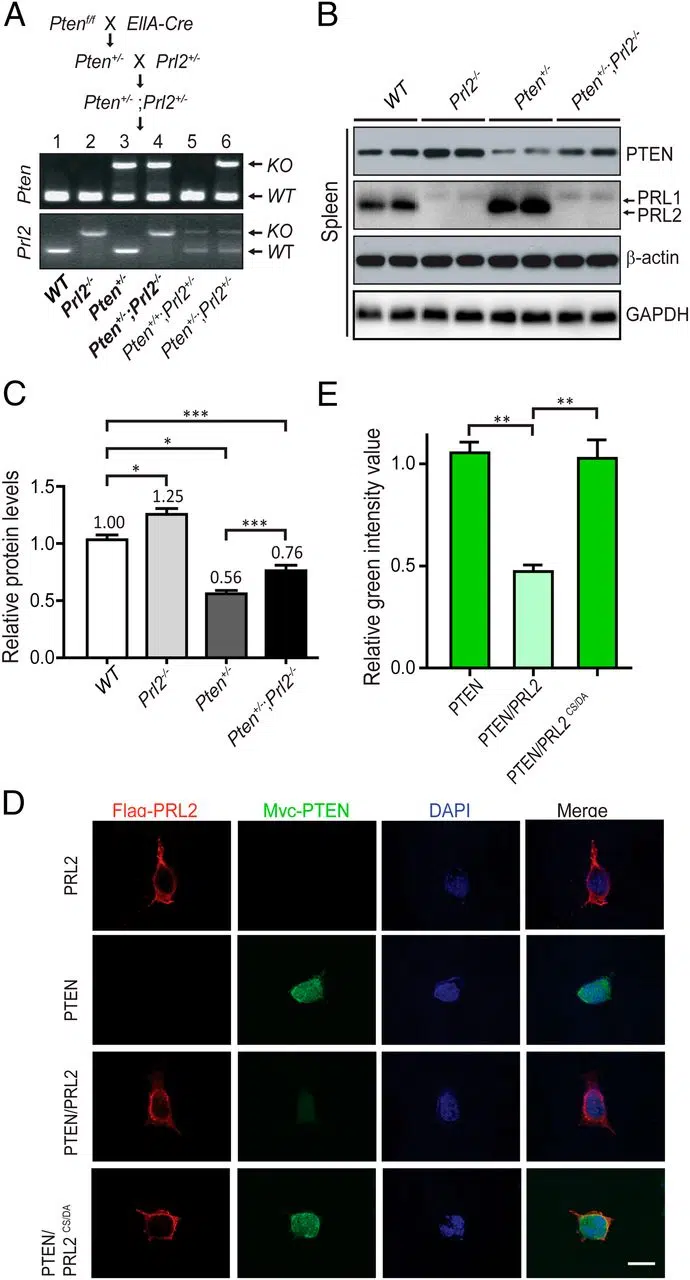 A
Pten^f/f X EIIA-Cre
Pten^+/- X Prl2^+/-
Pten^+/- ;Prl2^+/-
1 2 3 4 5 6
Pten
KO
WT
Prl2
KO
WT
WT
Prl2^-/-
Pten^+/-
Pten^+/-;Prl2^-/-
Pten^+/+;Prl2^+/-
Pten^+/-;Prl2^+/-
B
WT
Prl2^-/-
Pten^+/-
Pten^+/-;Prl2^-/-
Spleen
PTEN
PRL1
PRL2
β-actin
GAPDH
C
Relative protein levels
***
*
*
***
1.5
1.0
0.5
0.0
1.00
1.25
0.56
0.76
WT
Prl2^-/-
Pten^+/-
Pten^+/-;Prl2^-/-
E
Relative green intensity value
**
**
1.0
0.5
0.0
PTEN
PTEN/PRL2
PTEN/PRL2 CS/DA
D
Flag-PRL2 Myc-PTEN DAPI Merge
PRL2
PTEN
PTEN/PRL2
PTEN/
PRL2 CS/DA